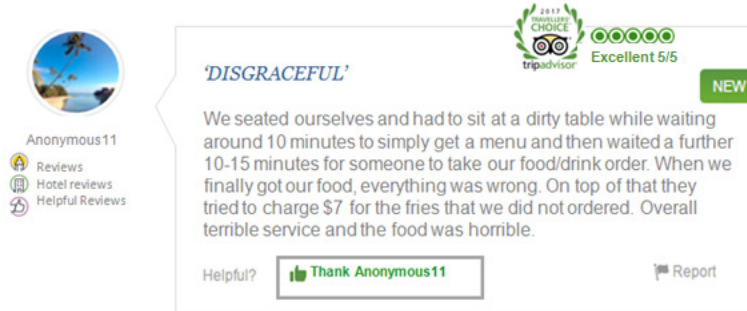 2017
TRAVELLERS'
CHOICE
tripadvisor
Excellent 5/5
'DISGRACEFUL'
NEW
We seated ourselves and had to sit at a dirty table while waiting
around 10 minutes to simply get a menu and then waited a further
10-15 minutes for someone to take our food/drink order. When we
finally got our food, everything was wrong. On top of that they
tried to charge $7 for the fries that we did not ordered. Overall
terrible service and the food was horrible.
Anonymous11
Reviews
Hotel reviews
Helpful Reviews
Helpful?
Thank Anonymous11
Report